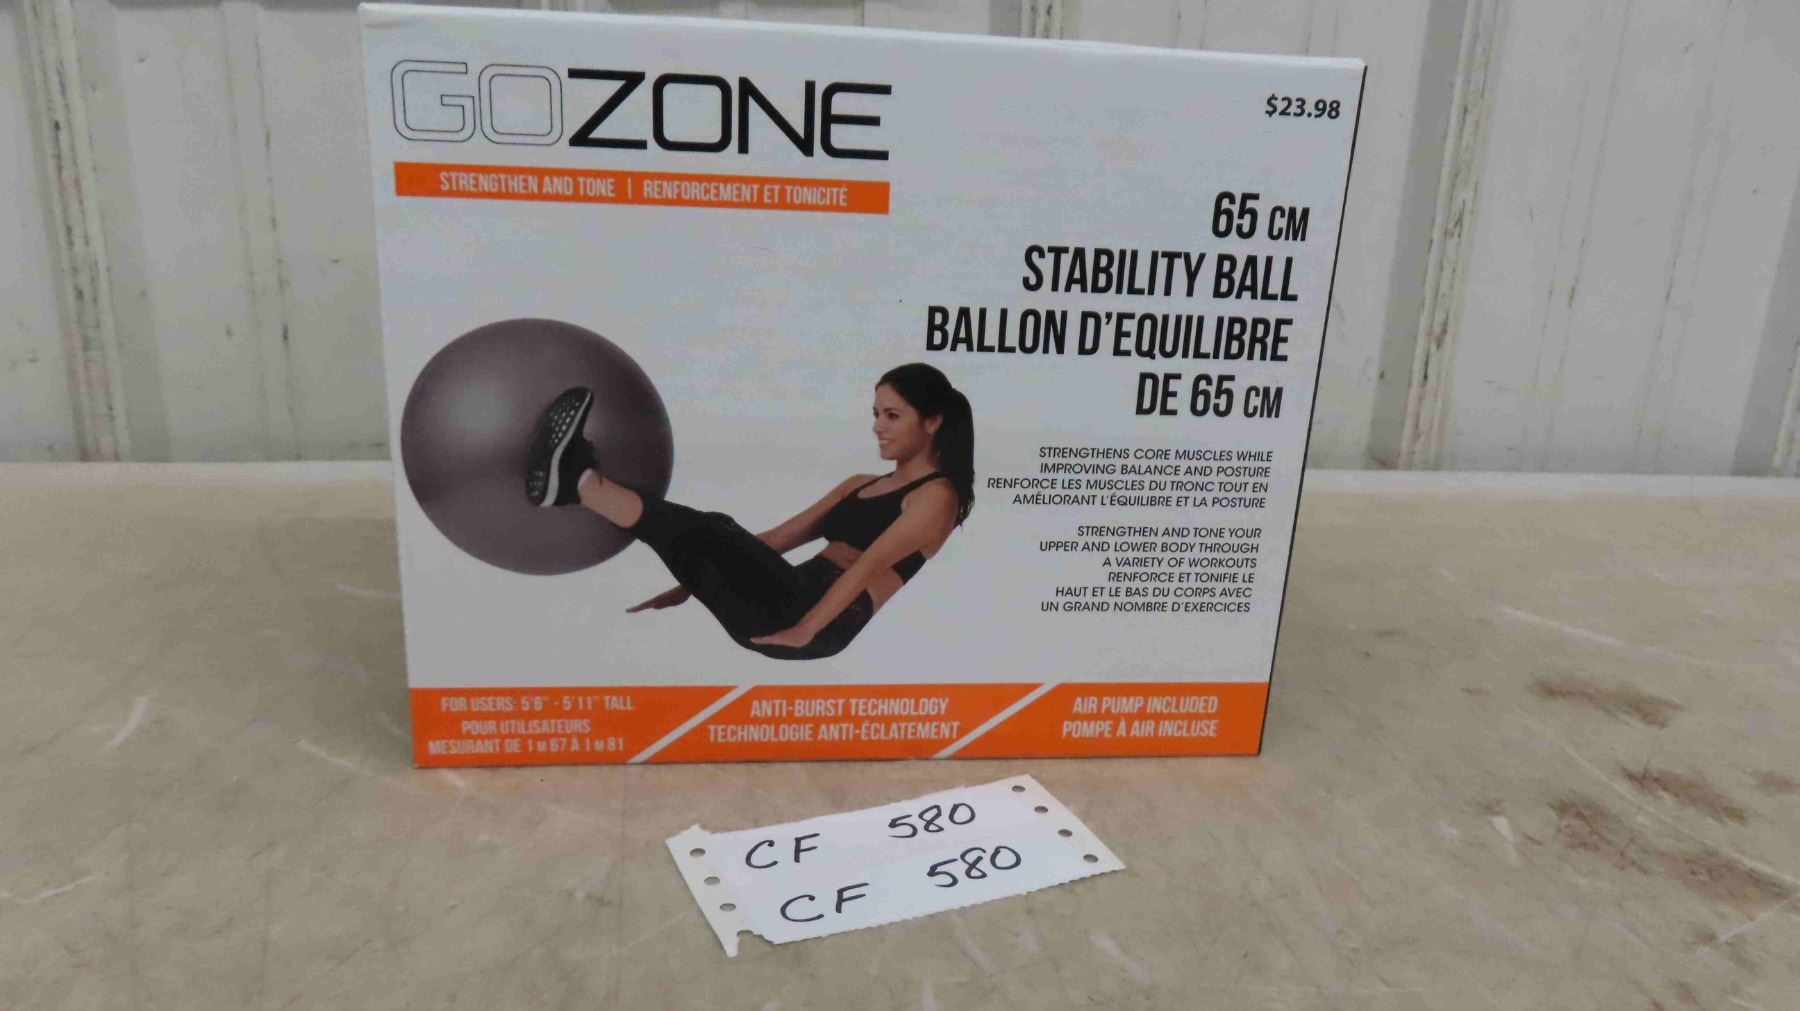 GOZONE
STRENGTHEN AND TONE | RENFORCEMENT ET TONICITÉ
$23.98
65 CM
STABILITY BALL
BALLON D'EQUILIBRE
DE 65 CM
STRENGTHENS CORE MUSCLES WHILE
IMPROVING BALANCE AND POSTURE
RENFORCE LES MUSCLES DU TRONC TOUT EN
AMÉLIORANT L'ÉQUILIBRE ET LA POSTURE
STRENGTHEN AND TONE YOUR
UPPER AND LOWER BODY THROUGH
A VARIETY OF WORKOUTS
RENFORCE ET TONIFIE LE
HAUT ET LE BAS DU CORPS AVEC
UN GRAND NOMBRE D'EXERCICES
FOR USERS: 5'6" - 5'11" TALL
POUR UTILISATEURS
MESURANT DE 1 M 67 À 1 M 81
ANTI-BURST TECHNOLOGY
TECHNOLOGIE ANTI-ÉCLATEMENT
AIR PUMP INCLUDED
POMPE À AIR INCLUSE
CF 580
CF 580